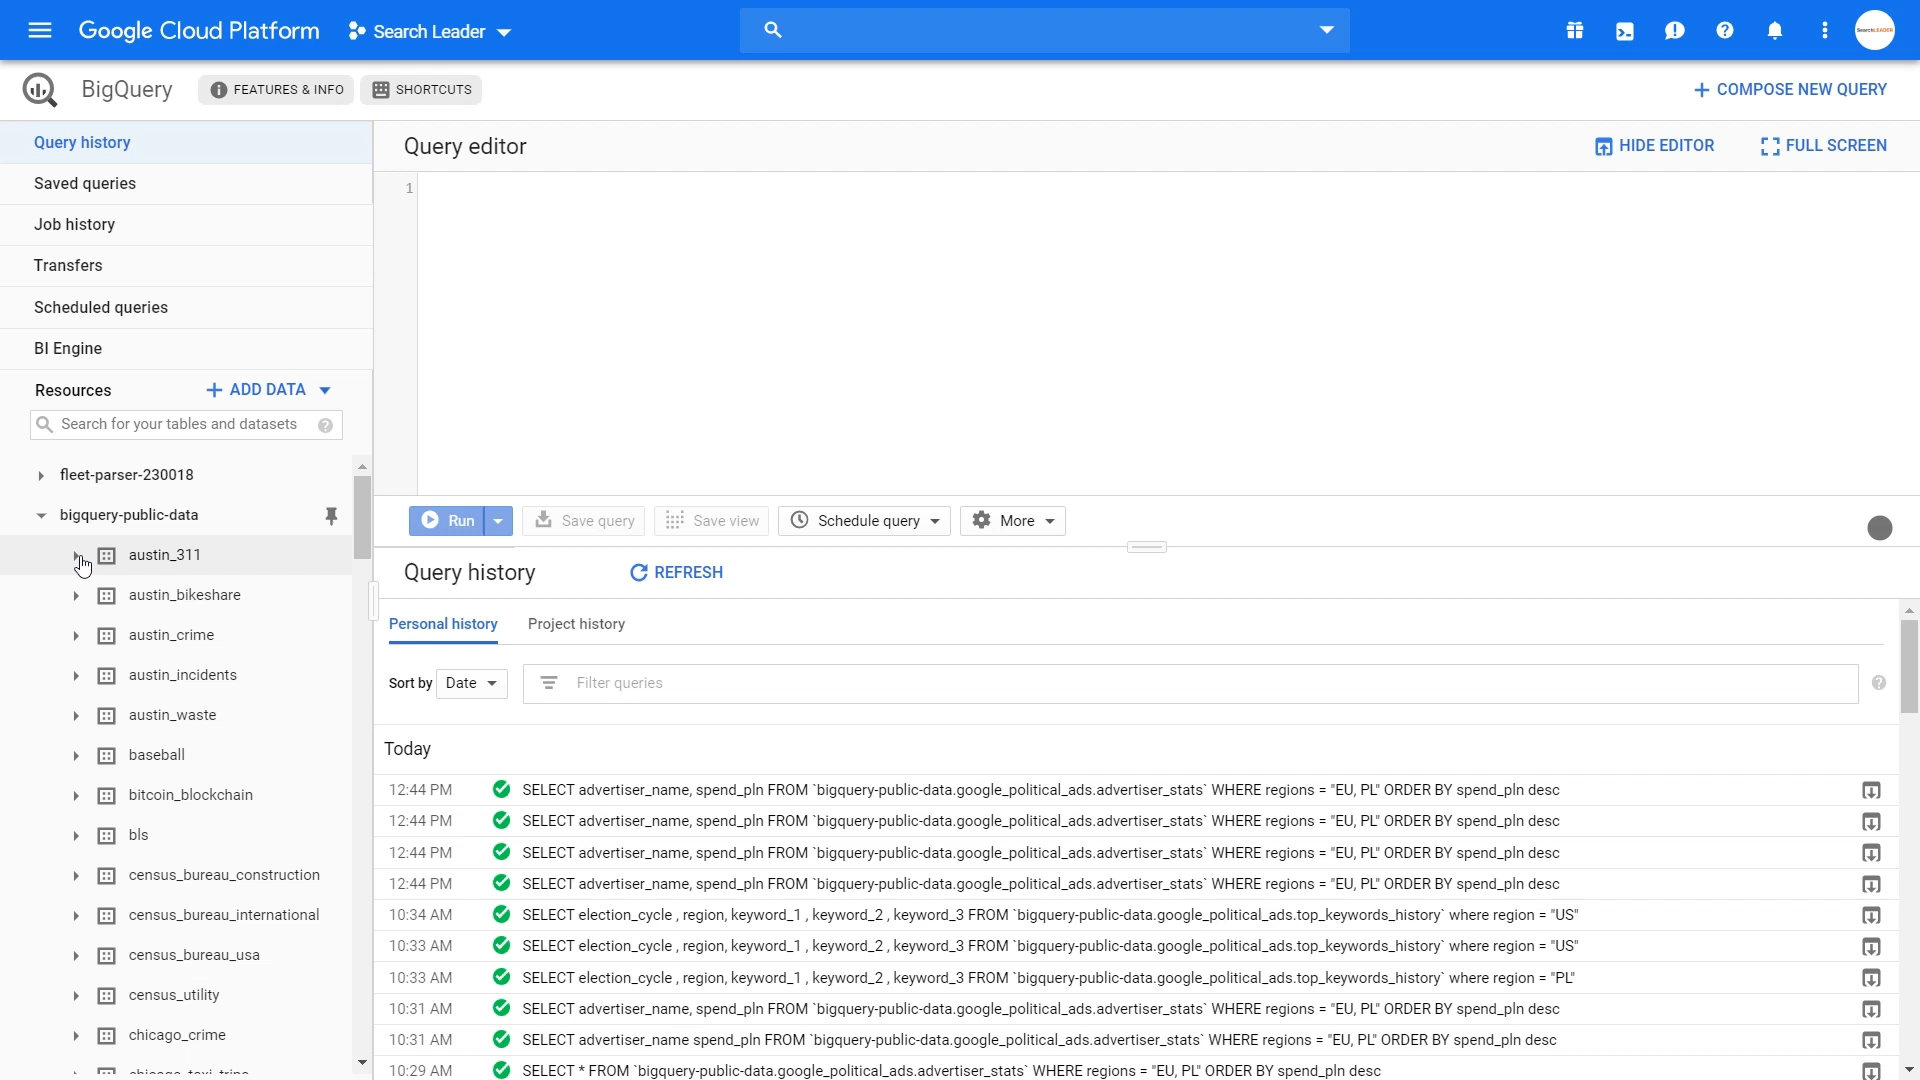 Google Cloud Platform Search Leader
BigQuery FEATURES & INFO SHORTCUTS + COMPOSE NEW QUERY
Query history
Saved queries
Job history
Transfers
Scheduled queries
BI Engine
Resources + ADD DATA
Search for your tables and datasets
fleet-parser-230018
bigquery-public-data
austin_311
austin_bikeshare
austin_crime
austin_incidents
austin_waste
baseball
bitcoin_blockchain
bls
census_bureau_construction
census_bureau_international
census_bureau_usa
census_utility
chicago_crime
chicago_taxi_trips
Query editor HIDE EDITOR FULL SCREEN
1
Run Save query Save view Schedule query More
Query history REFRESH
Personal history Project history
Sort by Date Filter queries
Today
12:44 PM SELECT advertiser_name, spend_pln FROM `bigquery-public-data.google_political_ads.advertiser_stats` WHERE regions = "EU, PL" ORDER BY spend_pln desc
12:44 PM SELECT advertiser_name, spend_pln FROM `bigquery-public-data.google_political_ads.advertiser_stats` WHERE regions = "EU, PL" ORDER BY spend_pln desc
12:44 PM SELECT advertiser_name, spend_pln FROM `bigquery-public-data.google_political_ads.advertiser_stats` WHERE regions = "EU, PL" ORDER BY spend_pln desc
12:44 PM SELECT advertiser_name, spend_pln FROM `bigquery-public-data.google_political_ads.advertiser_stats` WHERE regions = "EU, PL" ORDER BY spend_pln desc
10:34 AM SELECT election_cycle , region, keyword_1 , keyword_2 , keyword_3 FROM `bigquery-public-data.google_political_ads.top_keywords_history` where region = "US"
10:33 AM SELECT election_cycle , region, keyword_1 , keyword_2 , keyword_3 FROM `bigquery-public-data.google_political_ads.top_keywords_history` where region = "US"
10:33 AM SELECT election_cycle , region, keyword_1 , keyword_2 , keyword_3 FROM `bigquery-public-data.google_political_ads.top_keywords_history` where region = "PL"
10:31 AM SELECT advertiser_name, spend_pln FROM `bigquery-public-data.google_political_ads.advertiser_stats` WHERE regions = "EU, PL" ORDER BY spend_pln desc
10:31 AM SELECT advertiser_name spend_pln FROM `bigquery-public-data.google_political_ads.advertiser_stats` WHERE regions = "EU, PL" ORDER BY spend_pln desc
10:29 AM SELECT * FROM `bigquery-public-data.google_political_ads.advertiser_stats` WHERE regions = "EU, PL" ORDER BY spend_pln desc